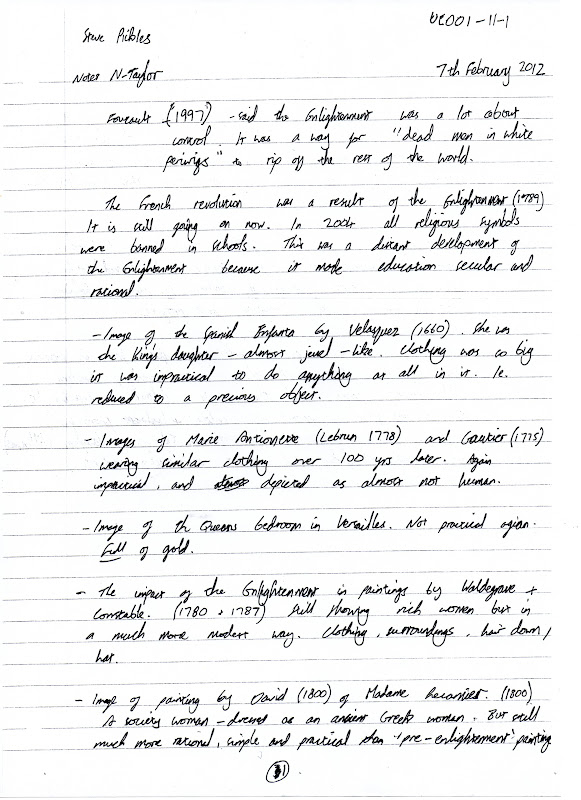 UC001-11-1
Steve Pickles
Notes N-Taylor
7th February 2012
Foucault (1997) - said the Enlightenment was a lot about
control. It was a way for "dead men in white
periwigs" to rip off the rest of the world.
The French revolution was a result of the Enlightenment (1789)
It is still going on now. In 2004 all religious symbols
were banned in schools. This was a distant development of
the Enlightenment because it made education secular and
rational.
- Image of the Spanish Enfanta by Velasquez (1660). She was
the King's daughter - almost jewel-like. Clothing was so big
it was impractical to do anything at all in it. Ie.
reduced to a precious object.
- Images of Marie Antionette (Lebrun 1778) and Gautier (1775)
wearing similar clothing over 100 yrs later. Again
impractical, and depicted as almost not human.
- Image of the Queens bedroom in Versailles. Not practical again.
Full of gold.
- The impact of the Enlightenment in paintings by Waldegrave +
Constable. (1780, 1787) Still showing rich women but in
a much more modest way. Clothing, surroundings, hair down,
hat.
- Image of painting by David (1800) of Madame Recamier. (1800)
A society woman - dressed as an ancient Greek woman. But still
much more rational, simple and practical than 'pre-enlightenment' painting
1